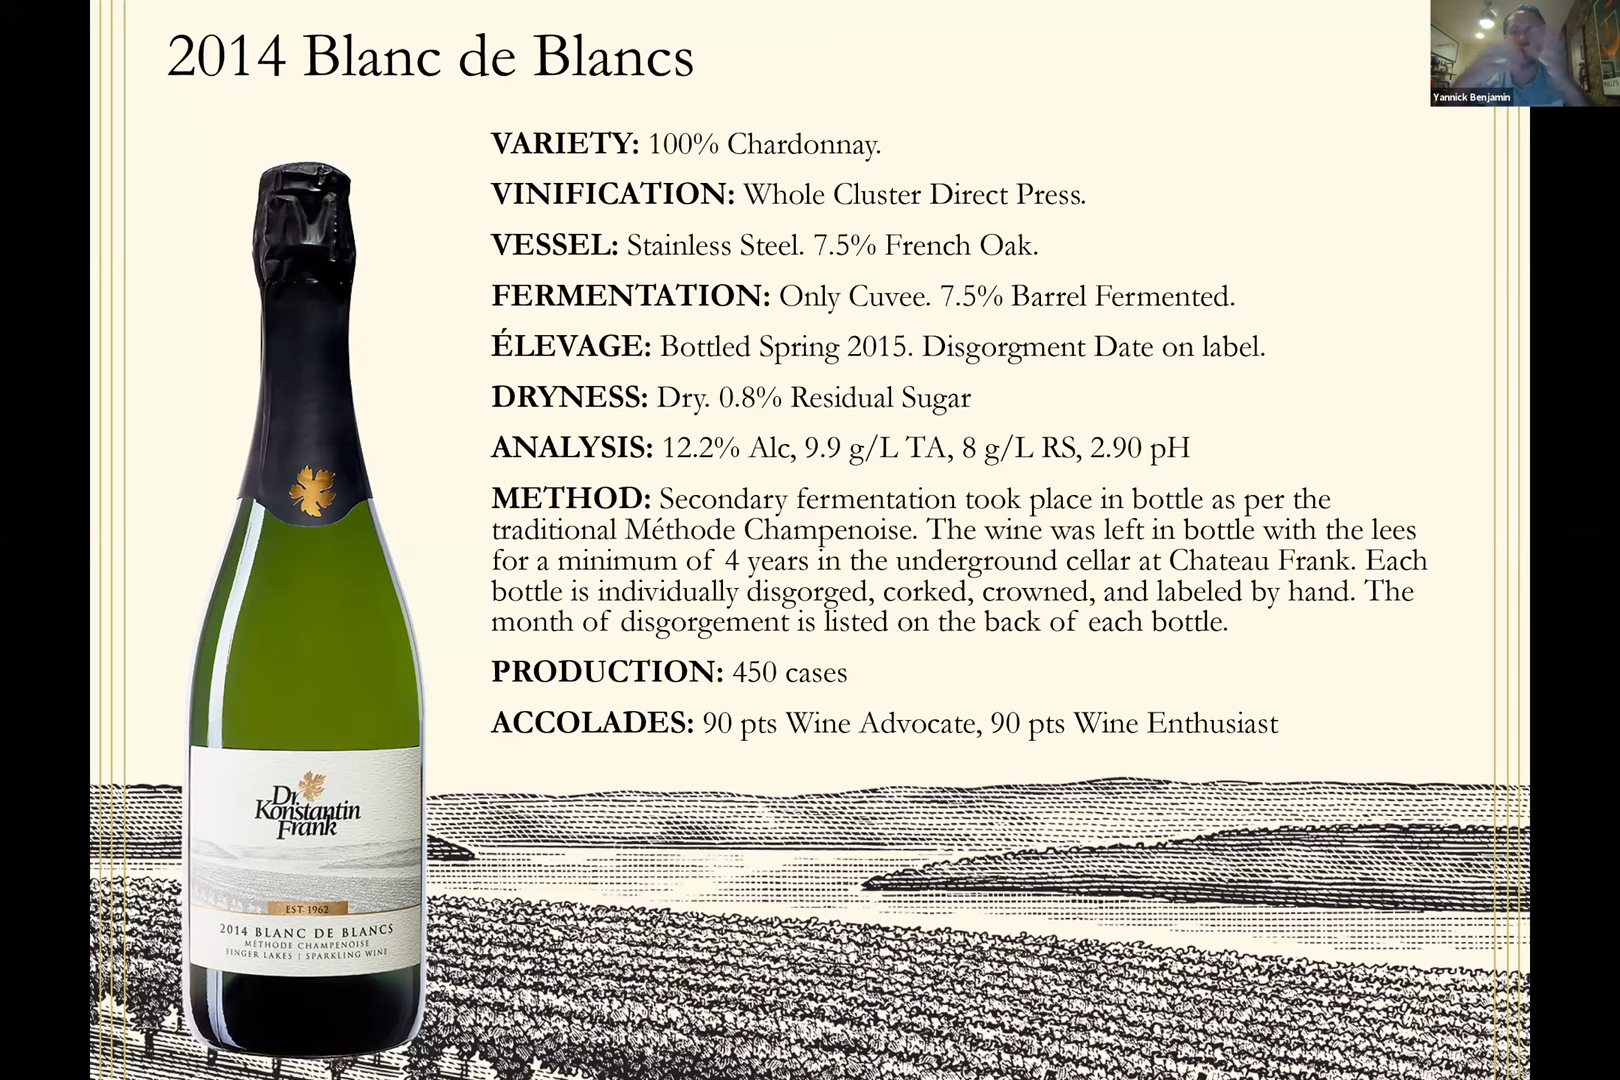 2014 Blanc de Blancs
Yannick Benjamin
VARIETY: 100% Chardonnay.
VINIFICATION: Whole Cluster Direct Press.
VESSEL: Stainless Steel. 7.5% French Oak.
FERMENTATION: Only Cuvee. 7.5% Barrel Fermented.
ÉLEVAGE: Bottled Spring 2015. Disgorgment Date on label.
DRYNESS: Dry. 0.8% Residual Sugar
ANALYSIS: 12.2% Alc, 9.9 g/L TA, 8 g/L RS, 2.90 pH
METHOD: Secondary fermentation took place in bottle as per the
traditional Méthode Champenoise. The wine was left in bottle with the lees
for a minimum of 4 years in the underground cellar at Chateau Frank. Each
bottle is individually disgorged, corked, crowned, and labeled by hand. The
month of disgorgement is listed on the back of each bottle.
PRODUCTION: 450 cases
ACCOLADES: 90 pts Wine Advocate, 90 pts Wine Enthusiast
Dr.
Konstantin
Frank
EST 1962
2014 BLANC DE BLANCS
MÉTHODE CHAMPENOISE
FINGER LAKES | SPARKLING WINE